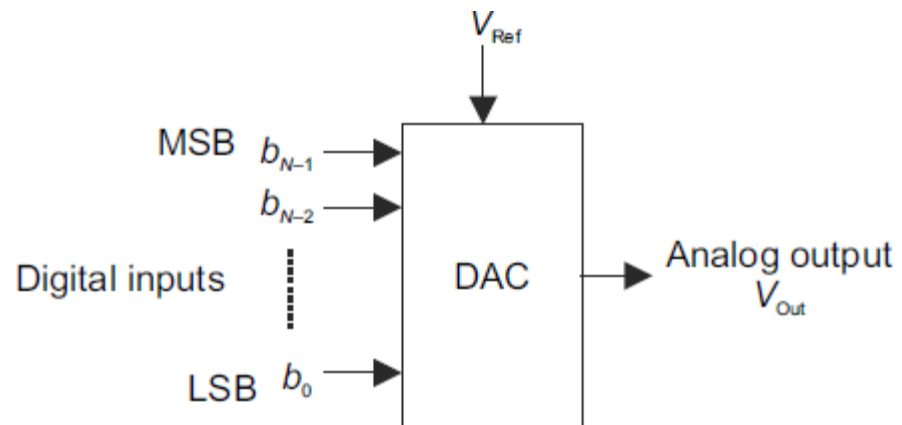 V_Ref
MSB b_N–1
b_N–2
Digital inputs
DAC
Analog output
V_Out
LSB b_0